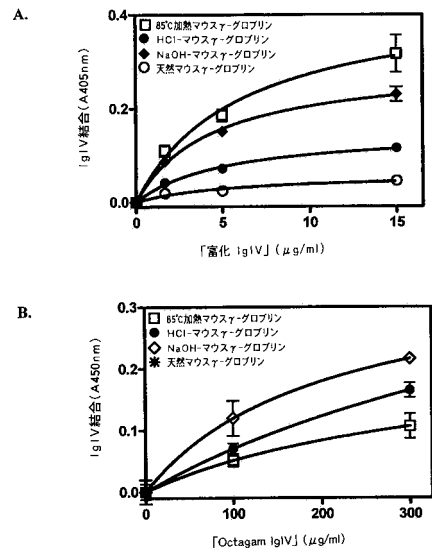 A.
0.4
0.2
0.0
IgIV結合(A405nm)
85℃加熱マウスγ-グロブリン
HCl-マウスγ-グロブリン
NaOH-マウスγ-グロブリン
天然マウスγ-グロブリン
0
5
10
15
「富化 IgIV」(μg/ml)
B.
0.3
0.2
0.1
0.0
IgIV結合(A450nm)
85℃加熱マウスγ-グロブリン
HCl-マウスγ-グロブリン
NaOH-マウスγ-グロブリン
天然マウスγ-グロブリン
0
100
200
300
「Octagam IgIV」(μg/ml)